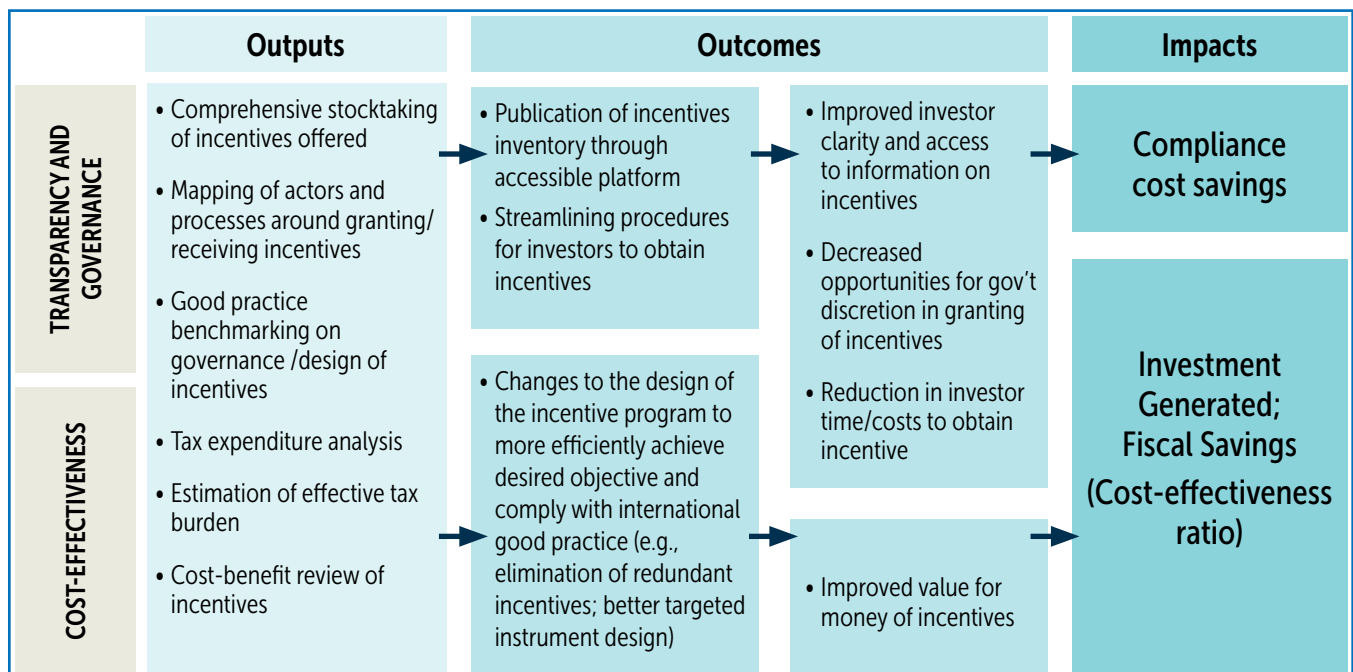 Outputs
Outcomes
Impacts
TRANSPARENCY AND
GOVERNANCE
COST-EFFECTIVENESS
• Comprehensive stocktaking
of incentives offered
• Mapping of actors and
processes around granting/
receiving incentives
• Good practice
benchmarking on
governance /design of
incentives
• Tax expenditure analysis
• Estimation of effective tax
burden
• Cost-benefit review of
incentives
• Publication of incentives
inventory through
accessible platform
• Streamlining procedures
for investors to obtain
incentives
• Changes to the design of
the incentive program to
more efficiently achieve
desired objective and
comply with international
good practice (e.g.,
elimination of redundant
incentives; better targeted
instrument design)
• Improved investor
clarity and access
to information on
incentives
• Decreased
opportunities for gov't
discretion in granting
of incentives
• Reduction in investor
time/costs to obtain
incentive
• Improved value for
money of incentives
Compliance
cost savings
Investment
Generated;
Fiscal Savings
(Cost-effectiveness
ratio)